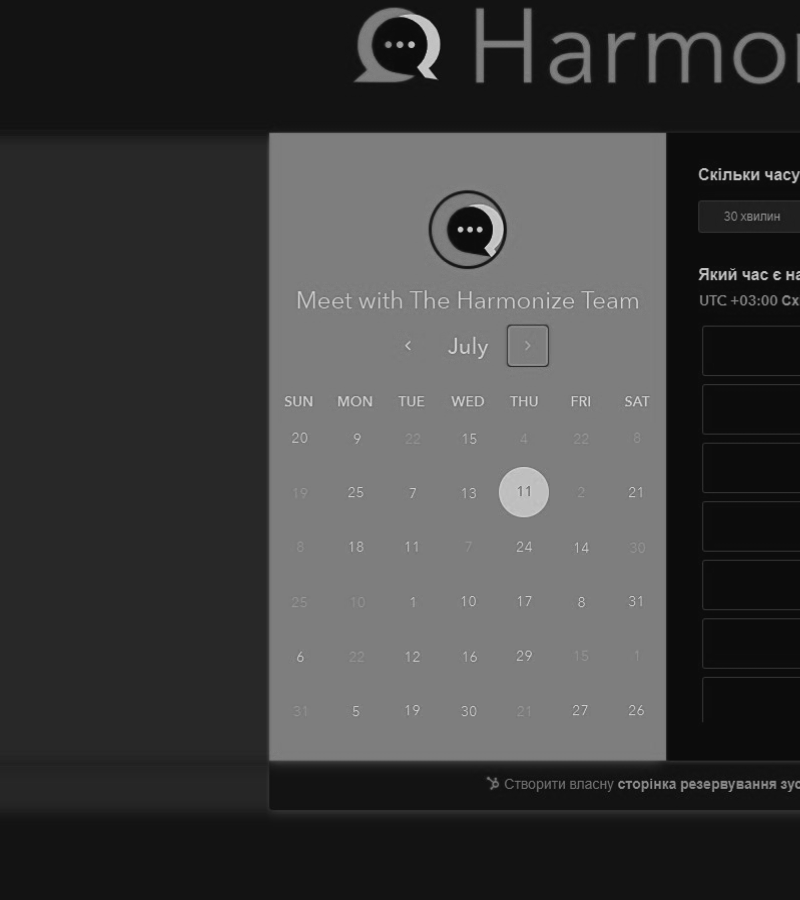 Harmon
Meet with The Harmonize Team
July
SUN MON TUE WED THU FRI SAT
20 9 22 15 4 22 8
19 25 7 13 11 2 21
8 18 11 7 24 14 30
25 10 1 10 17 8 31
6 22 12 16 29 15 1
31 5 19 30 21 27 26
Скільки часу
30 хвилин
Який час є на
UTC +03:00 Сх
Створити власну сторінка резервування зус